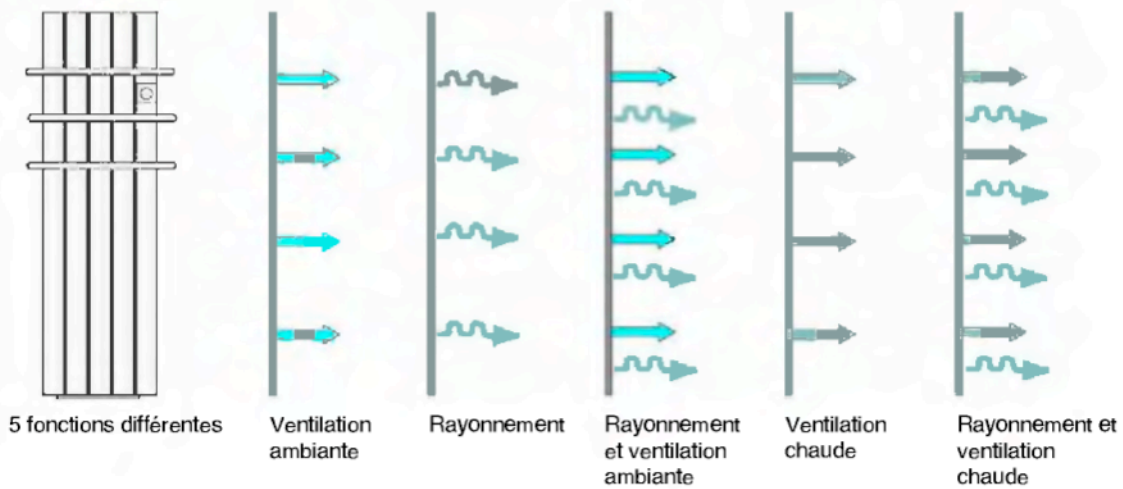 5 fonctions différentes
Ventilation
ambiante
Rayonnement
Rayonnement
et ventilation
ambiante
Ventilation
chaude
Rayonnement et
ventilation
chaude